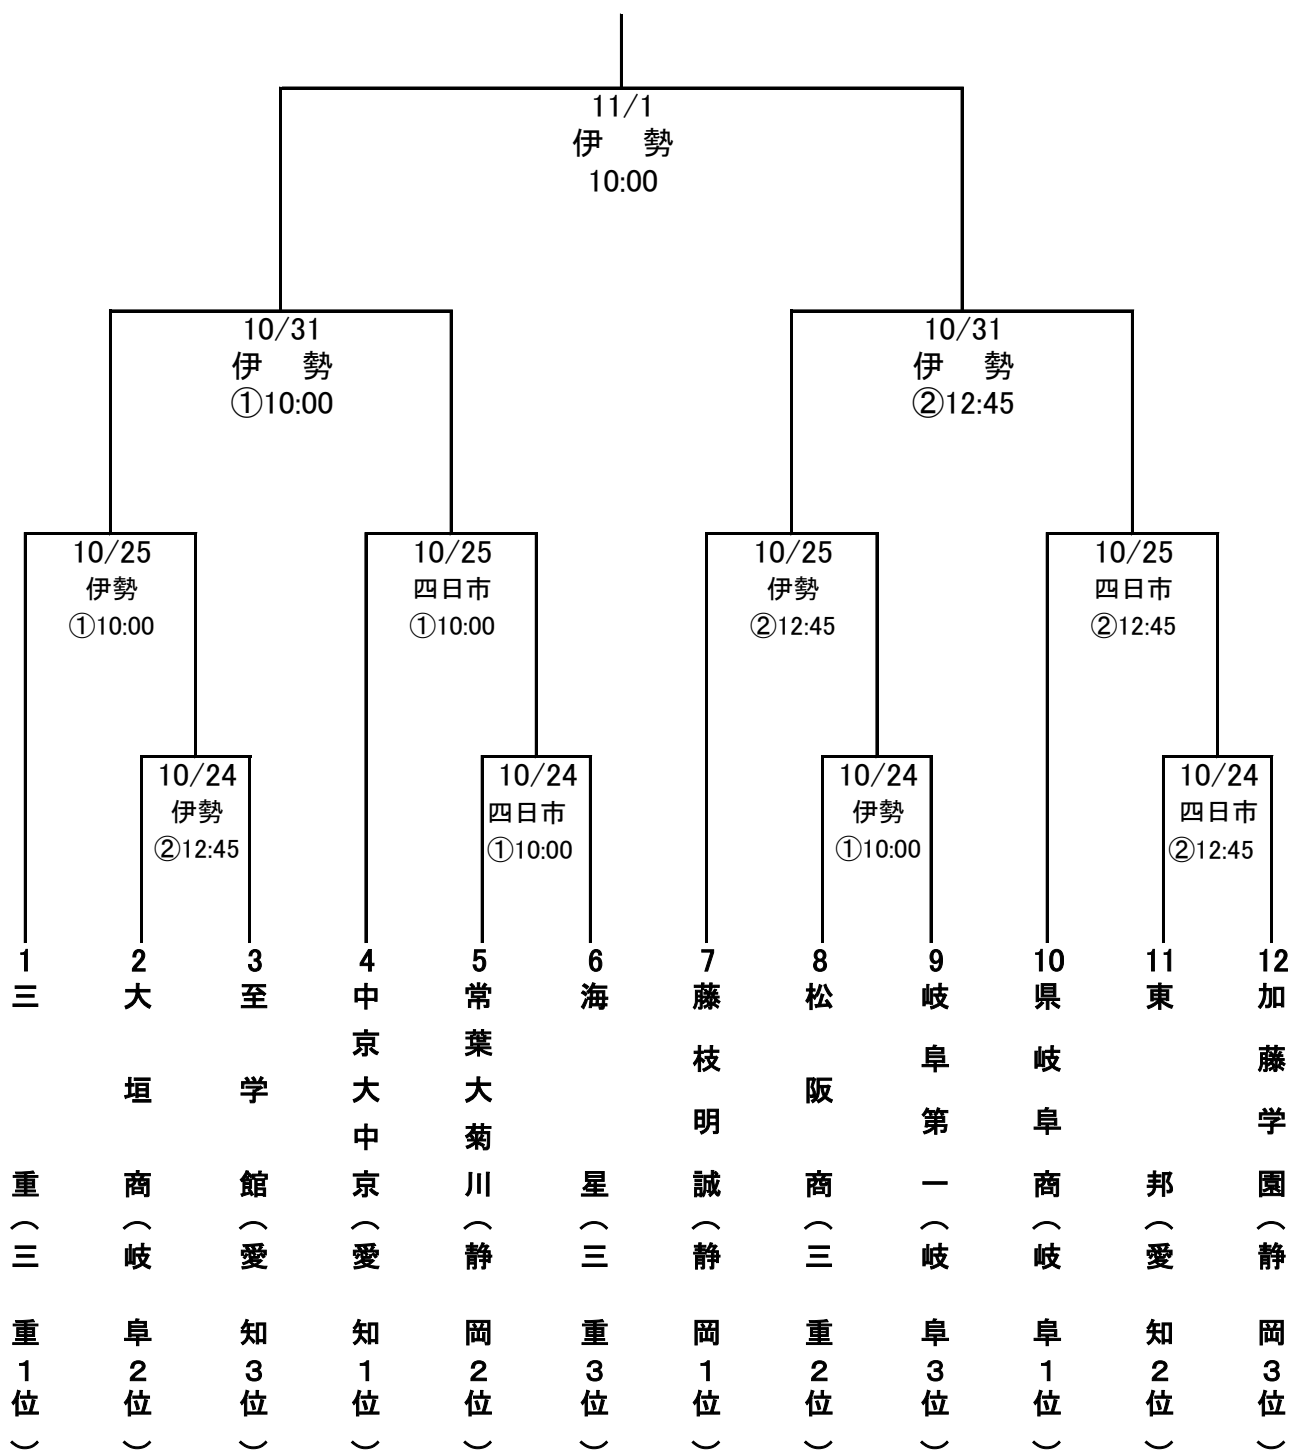 11/1
伊 勢
10:00
10/31
伊 勢
①10:00
10/31
伊 勢
②12:45
10/25
伊勢
①10:00
10/25
四日市
①10:00
10/25
伊勢
②12:45
10/25
四日市
②12:45
10/24
伊勢
②12:45
10/24
四日市
①10:00
10/24
伊勢
①10:00
10/24
四日市
②12:45
1
三重（三重1位）
2
大垣商（岐阜2位）
3
至学館（愛知3位）
4
中京大中京（愛知1位）
5
常葉大菊川（静岡2位）
6
海星（三重3位）
7
藤枝明誠（静岡1位）
8
松阪商（三重2位）
9
岐阜第一（岐阜3位）
10
県岐阜商（岐阜1位）
11
東邦（愛知2位）
12
加藤学園（静岡3位）